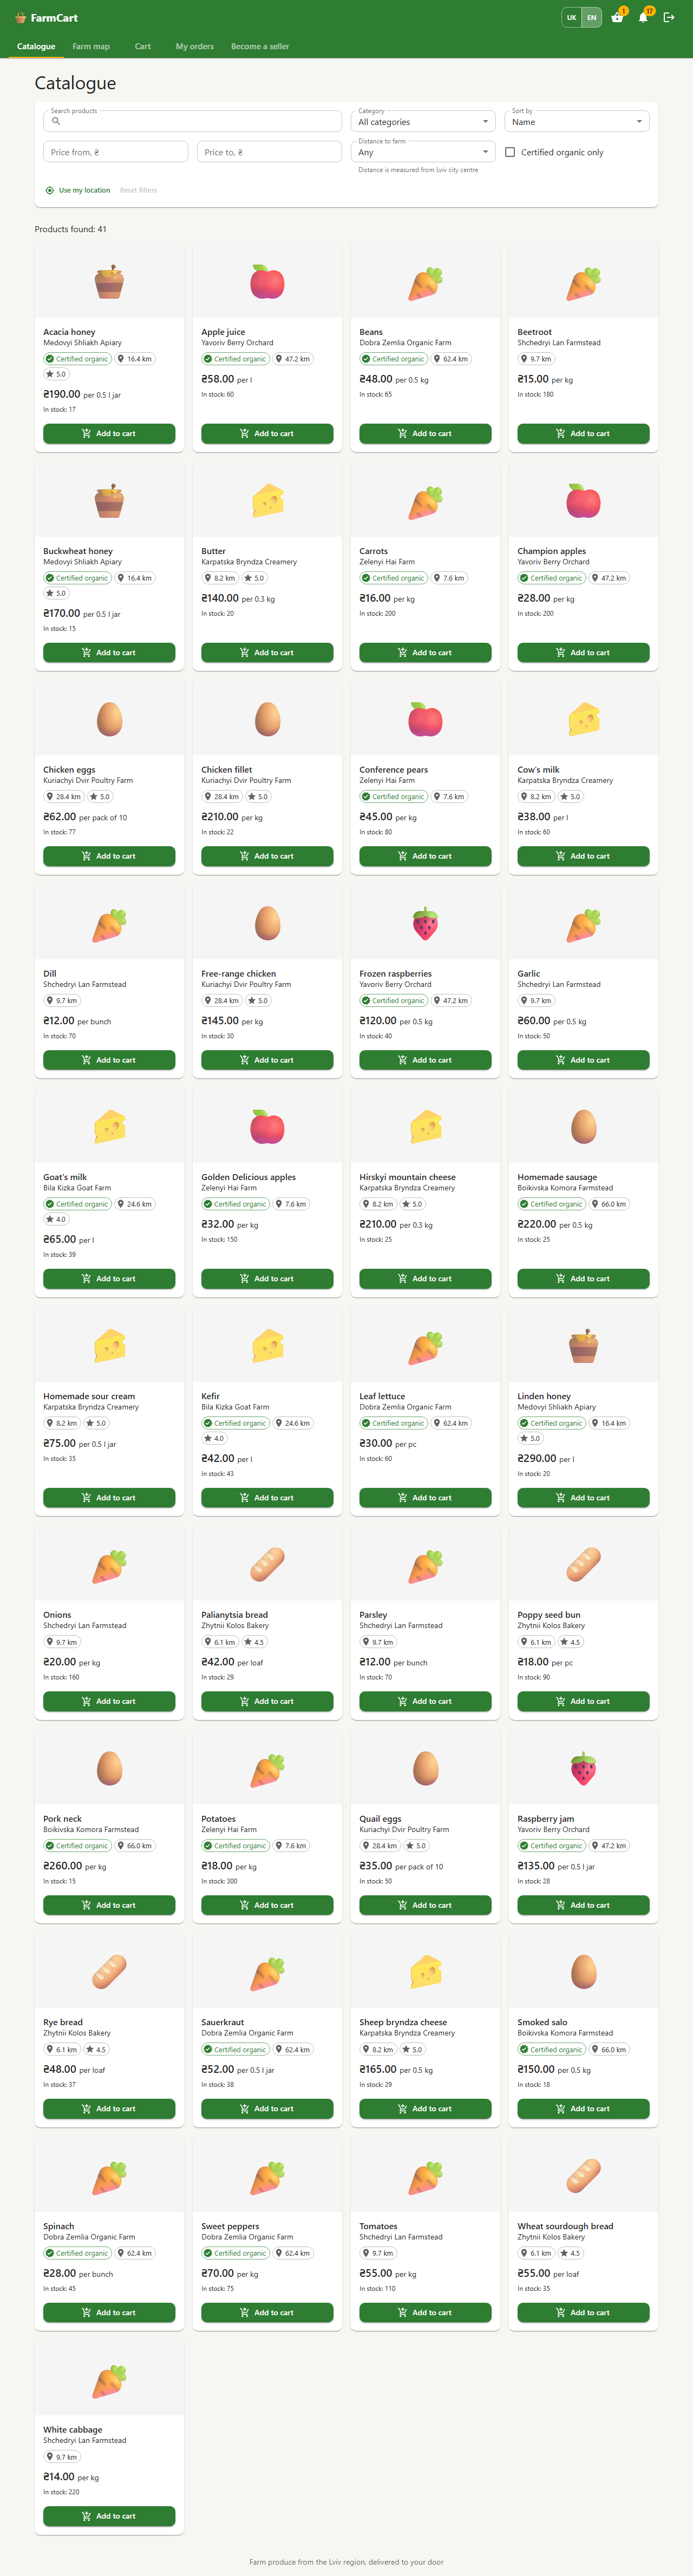 FarmCart
UK EN 1 17
Catalogue Farm map Cart My orders Become a seller
Catalogue
Search products
Category
All categories
Sort by
Name
Price from, ₴
Price to, ₴
Distance to farm
Any
Certified organic only
Distance is measured from Lviv city centre
Use my location Reset filters
Products found: 41
Acacia honey
Medovyi Shliakh Apiary
Certified organic 16.4 km
5.0
₴190.00 per 0.5 l jar
In stock: 17
Add to cart
Apple juice
Yavoriv Berry Orchard
Certified organic 47.2 km
₴58.00 per l
In stock: 60
Add to cart
Beans
Dobra Zemlia Organic Farm
Certified organic 62.4 km
₴48.00 per 0.5 kg
In stock: 65
Add to cart
Beetroot
Shchedryi Lan Farmstead
9.7 km
₴15.00 per kg
In stock: 180
Add to cart
Buckwheat honey
Medovyi Shliakh Apiary
Certified organic 16.4 km
5.0
₴170.00 per 0.5 l jar
In stock: 15
Add to cart
Butter
Karpatska Bryndza Creamery
8.2 km 5.0
₴140.00 per 0.3 kg
In stock: 20
Add to cart
Carrots
Zelenyi Hai Farm
Certified organic 7.6 km
₴16.00 per kg
In stock: 200
Add to cart
Champion apples
Yavoriv Berry Orchard
Certified organic 47.2 km
₴28.00 per kg
In stock: 200
Add to cart
Chicken eggs
Kuriachyi Dvir Poultry Farm
28.4 km 5.0
₴62.00 per pack of 10
In stock: 77
Add to cart
Chicken fillet
Kuriachyi Dvir Poultry Farm
28.4 km 5.0
₴210.00 per kg
In stock: 22
Add to cart
Conference pears
Zelenyi Hai Farm
Certified organic 7.6 km
₴45.00 per kg
In stock: 80
Add to cart
Cow's milk
Karpatska Bryndza Creamery
8.2 km 5.0
₴38.00 per l
In stock: 60
Add to cart
Dill
Shchedryi Lan Farmstead
9.7 km
₴12.00 per bunch
In stock: 70
Add to cart
Free-range chicken
Kuriachyi Dvir Poultry Farm
28.4 km 5.0
₴145.00 per kg
In stock: 30
Add to cart
Frozen raspberries
Yavoriv Berry Orchard
Certified organic 47.2 km
₴120.00 per 0.5 kg
In stock: 40
Add to cart
Garlic
Shchedryi Lan Farmstead
9.7 km
₴60.00 per 0.5 kg
In stock: 50
Add to cart
Goat's milk
Bila Kizka Goat Farm
Certified organic 24.6 km
4.0
₴65.00 per l
In stock: 39
Add to cart
Golden Delicious apples
Zelenyi Hai Farm
Certified organic 7.6 km
₴32.00 per kg
In stock: 150
Add to cart
Hirskyi mountain cheese
Karpatska Bryndza Creamery
8.2 km 5.0
₴210.00 per 0.3 kg
In stock: 25
Add to cart
Homemade sausage
Boikivska Komora Farmstead
Certified organic 66.0 km
₴220.00 per 0.5 kg
In stock: 25
Add to cart
Homemade sour cream
Karpatska Bryndza Creamery
8.2 km 5.0
₴75.00 per 0.5 l jar
In stock: 35
Add to cart
Kefir
Bila Kizka Goat Farm
Certified organic 24.6 km
4.0
₴42.00 per l
In stock: 43
Add to cart
Leaf lettuce
Dobra Zemlia Organic Farm
Certified organic 62.4 km
₴30.00 per pc
In stock: 60
Add to cart
Linden honey
Medovyi Shliakh Apiary
Certified organic 16.4 km
5.0
₴290.00 per l
In stock: 20
Add to cart
Onions
Shchedryi Lan Farmstead
9.7 km
₴20.00 per kg
In stock: 160
Add to cart
Palianytsia bread
Zhytnii Kolos Bakery
6.1 km 4.5
₴42.00 per loaf
In stock: 29
Add to cart
Parsley
Shchedryi Lan Farmstead
9.7 km
₴12.00 per bunch
In stock: 70
Add to cart
Poppy seed bun
Zhytnii Kolos Bakery
6.1 km 4.5
₴18.00 per pc
In stock: 90
Add to cart
Pork neck
Boikivska Komora Farmstead
Certified organic 66.0 km
₴260.00 per kg
In stock: 15
Add to cart
Potatoes
Zelenyi Hai Farm
Certified organic 7.6 km
₴18.00 per kg
In stock: 300
Add to cart
Quail eggs
Kuriachyi Dvir Poultry Farm
28.4 km 5.0
₴35.00 per pack of 10
In stock: 50
Add to cart
Raspberry jam
Yavoriv Berry Orchard
Certified organic 47.2 km
₴135.00 per 0.5 l jar
In stock: 28
Add to cart
Rye bread
Zhytnii Kolos Bakery
6.1 km 4.5
₴48.00 per loaf
In stock: 37
Add to cart
Sauerkraut
Dobra Zemlia Organic Farm
Certified organic 62.4 km
₴52.00 per 0.5 l jar
In stock: 38
Add to cart
Sheep bryndza cheese
Karpatska Bryndza Creamery
8.2 km 5.0
₴165.00 per 0.5 kg
In stock: 29
Add to cart
Smoked salo
Boikivska Komora Farmstead
Certified organic 66.0 km
₴150.00 per 0.5 kg
In stock: 18
Add to cart
Spinach
Dobra Zemlia Organic Farm
Certified organic 62.4 km
₴28.00 per bunch
In stock: 45
Add to cart
Sweet peppers
Dobra Zemlia Organic Farm
Certified organic 62.4 km
₴70.00 per kg
In stock: 75
Add to cart
Tomatoes
Shchedryi Lan Farmstead
9.7 km
₴55.00 per kg
In stock: 110
Add to cart
Wheat sourdough bread
Zhytnii Kolos Bakery
6.1 km 4.5
₴55.00 per loaf
In stock: 35
Add to cart
White cabbage
Shchedryi Lan Farmstead
9.7 km
₴14.00 per kg
In stock: 220
Add to cart
Farm produce from the Lviv region, delivered to your door